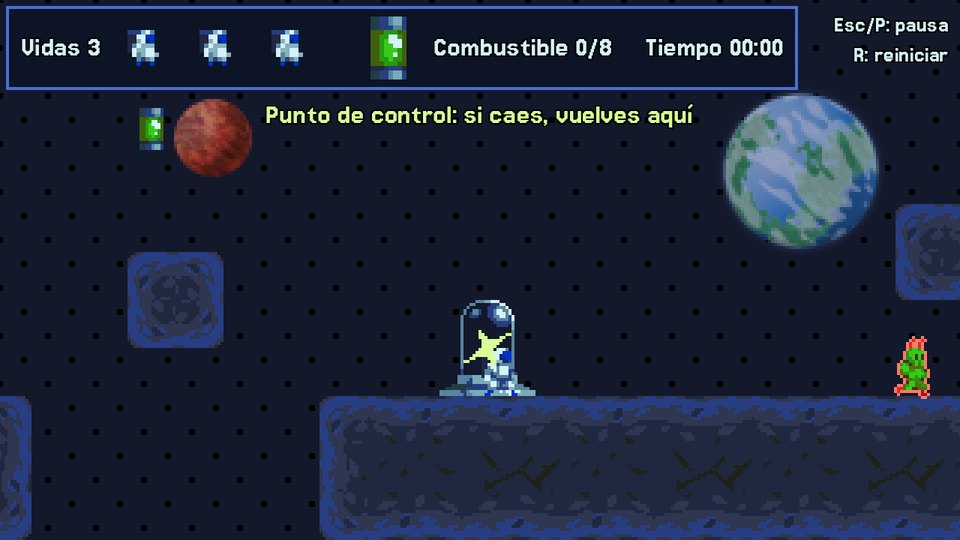 Vidas 3
Combustible 0/8
Tiempo 00:00
Esc/P: pausa
R: reiniciar
Punto de control: si caes, vuelves aquí